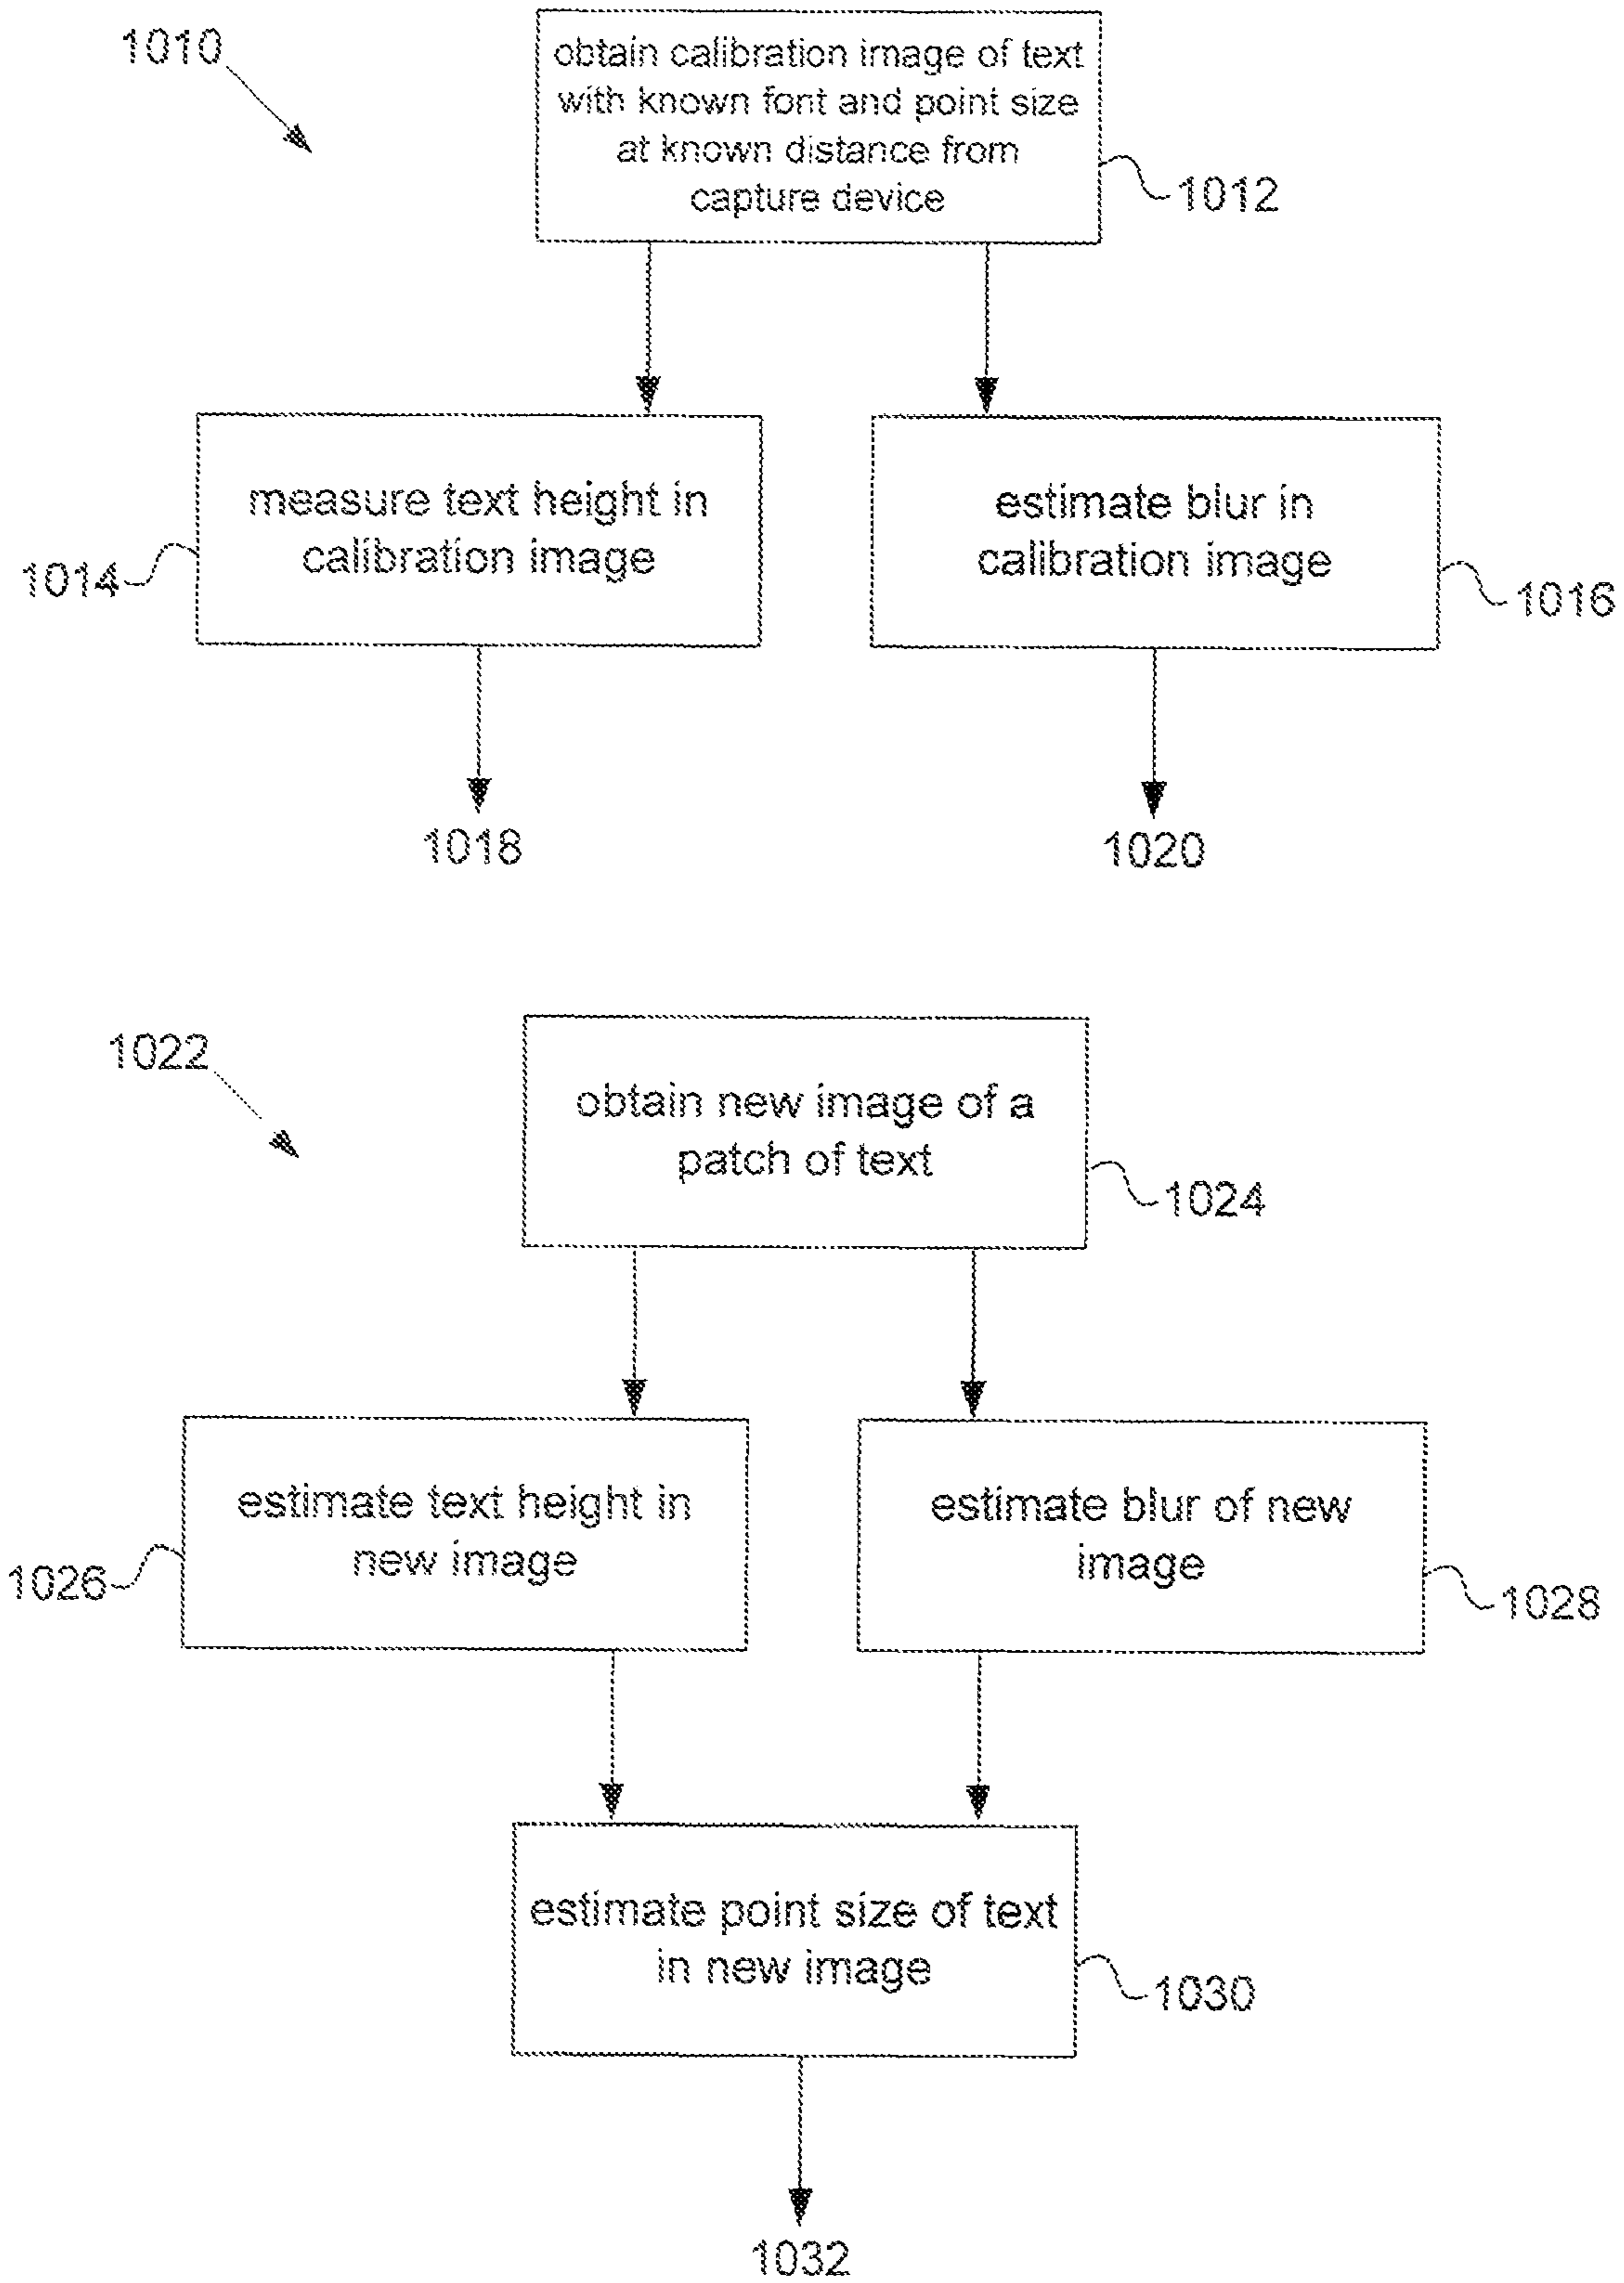 1010
obtain calibration image of text
with known font and point size
at known distance from
capture device
1012
measure text height in
calibration image
1014
estimate blur in
calibration image
1016
1018
1020
1022
obtain new image of a
patch of text
1024
estimate text height in
new image
1026
estimate blur of new
image
1028
estimate point size of text
in new image
1030
1032